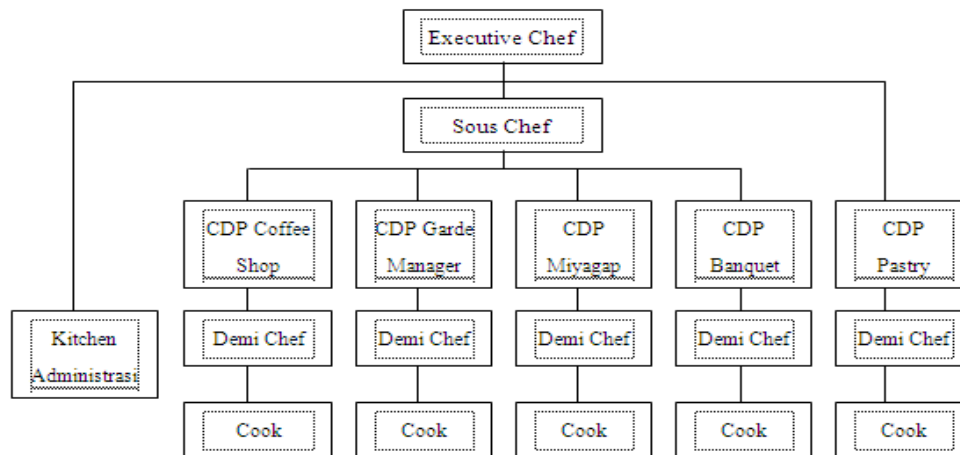 Executive Chef
Sous Chef
CDP Coffee
Shop
CDP Garde
Manager
CDP
Miyagap
CDP
Banquet
CDP
Pastry
Kitchen
Administrasi
Demi Chef
Demi Chef
Demi Chef
Demi Chef
Demi Chef
Cook
Cook
Cook
Cook
Cook